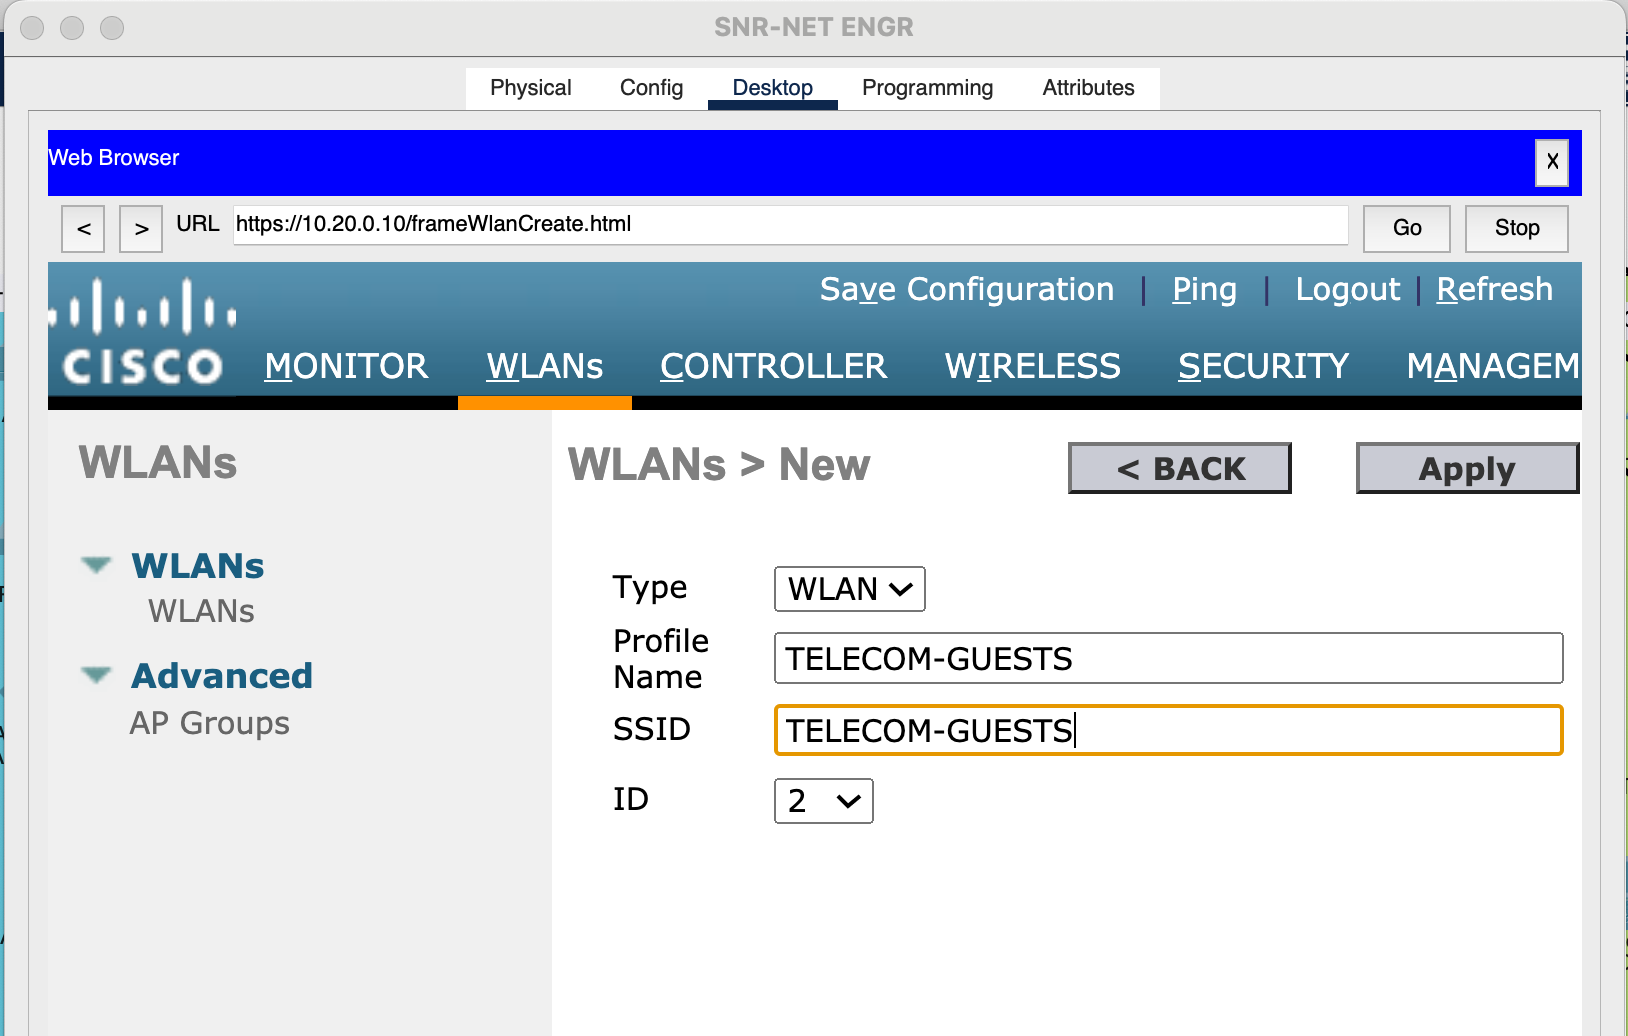 SNR-NET ENGR
Physical Config Desktop Programming Attributes
Web Browser X
< > URL https://10.20.0.10/frameWlanCreate.html Go Stop
Save Configuration | Ping | Logout | Refresh
CISCO MONITOR WLANs CONTROLLER WIRELESS SECURITY MANAGEM
WLANs
WLANs > New < BACK Apply
WLANs
WLANs
Advanced
AP Groups
Type WLAN
Profile Name TELECOM-GUESTS
SSID TELECOM-GUESTS
ID 2